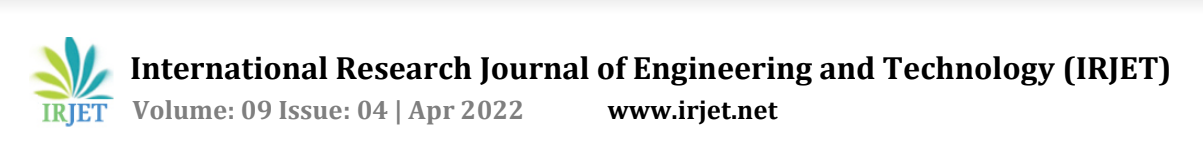 International Research Journal of Engineering and Technology (IRJET)
IRJET Volume: 09 Issue: 04 | Apr 2022 www.irjet.net